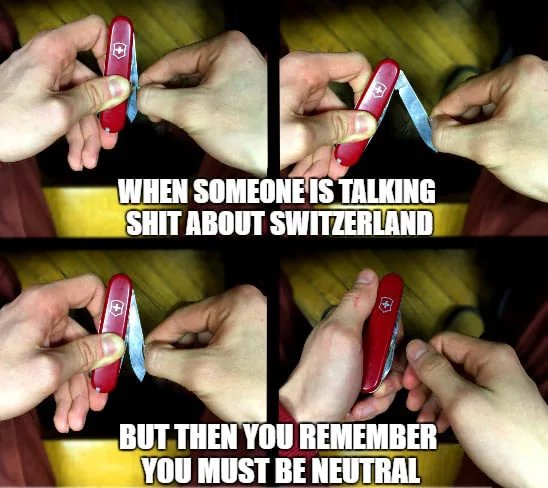 WHEN SOMEONE IS TALKING
SHIT ABOUT SWITZERLAND
BUT THEN YOU REMEMBER
YOU MUST BE NEUTRAL